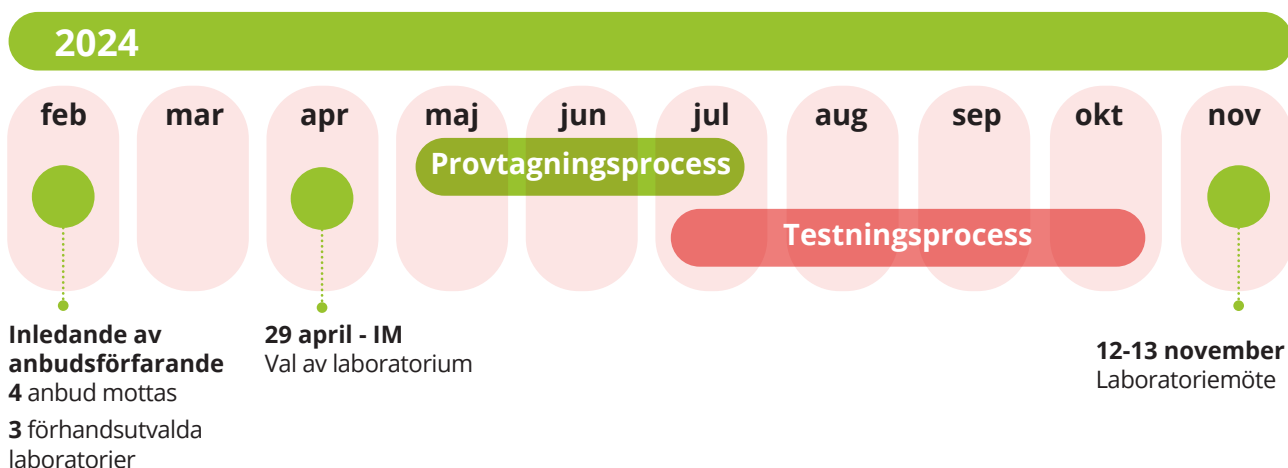 2024
feb mar apr maj jun jul aug sep okt nov
Provtagningsprocess
Testningsprocess
Inledande av
anbudsförfarande
4 anbud mottas
3 förhandsutvalda
laboratorier
29 april - IM
Val av laboratorium
12-13 november
Laboratoriemöte